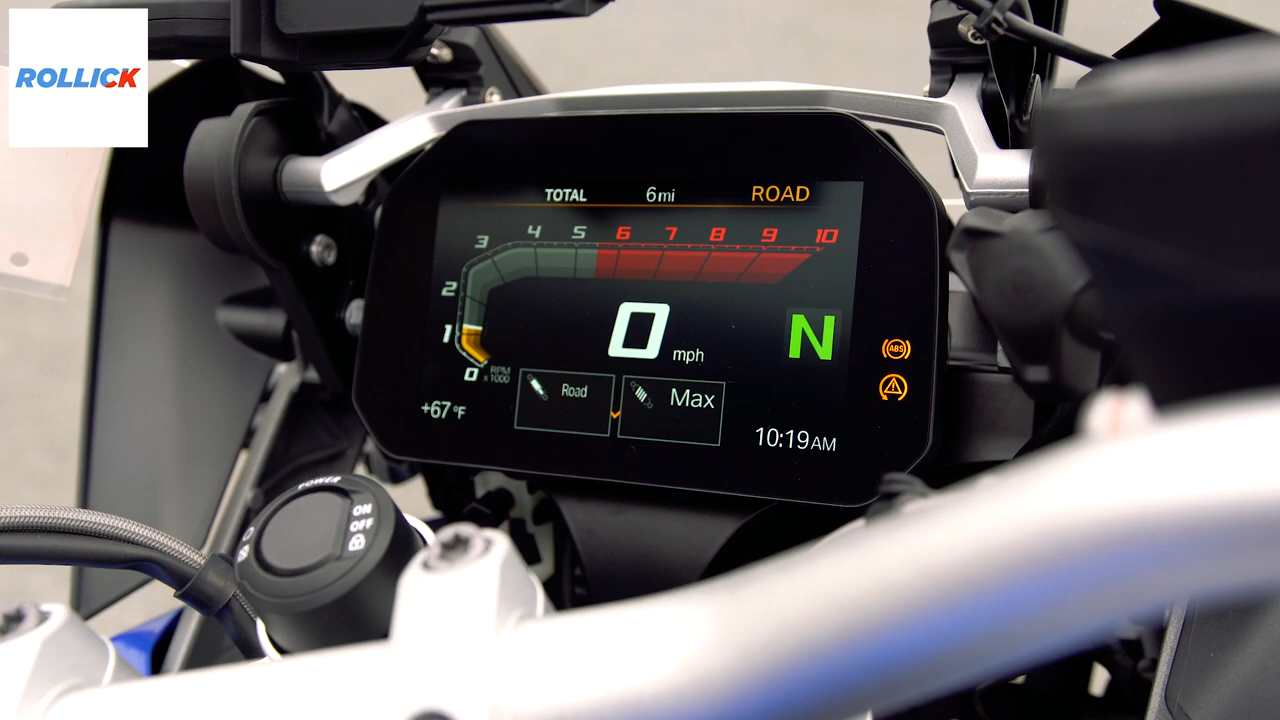 ROLLICK
TOTAL 6mi ROAD
3 4 5 6 7 8 9 10
2
1
0 RPM x1000
0 mph N
ABS
Road Max
+67°F
10:19AM
POWER
ON
OFF